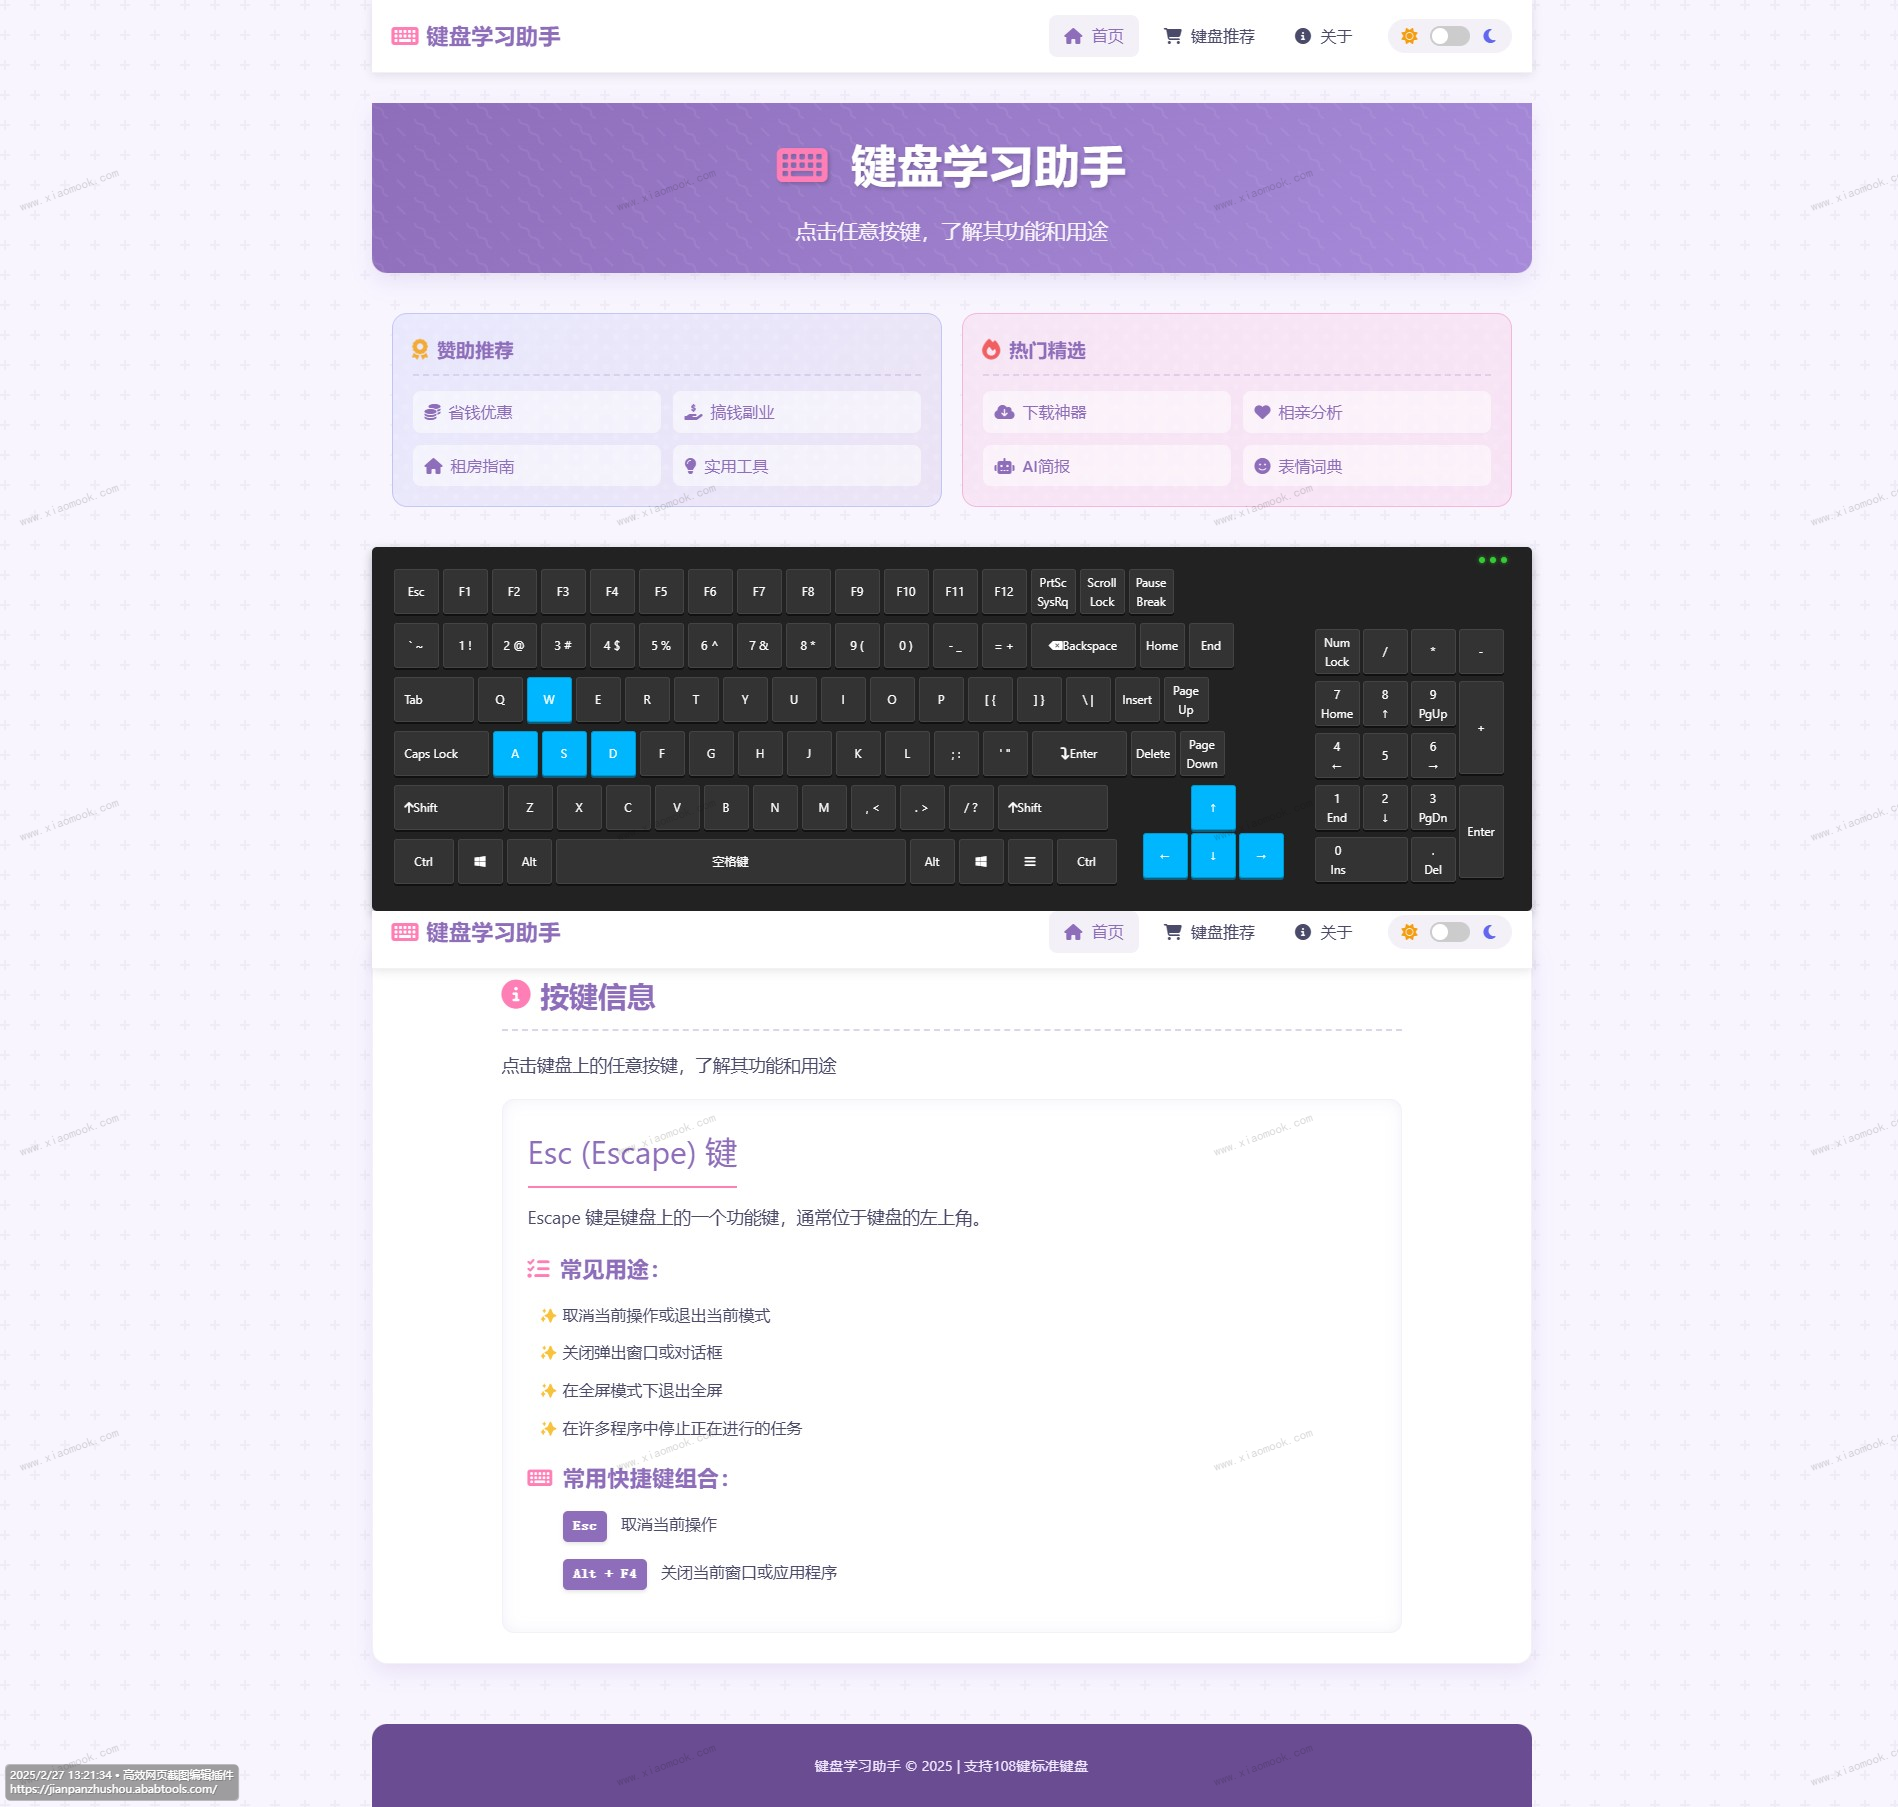 键盘学习助手
首页 键盘推荐 关于
键盘学习助手
点击任意按键，了解其功能和用途
赞助推荐
省钱优惠 搞钱副业
租房指南 实用工具
热门精选
下载神器 相亲分析
AI简报 表情词典
Esc F1 F2 F3 F4 F5 F6 F7 F8 F9 F10 F11 F12 PrtSc SysRq Scroll Lock Pause Break
` ~ 1 ! 2 @ 3 # 4 $ 5 % 6 ^ 7 & 8 * 9 ( 0 ) - _ = + Backspace Home End
Tab Q W E R T Y U I O P [ { ] } \ | Insert Page Up
Caps Lock A S D F G H J K L ; : ' " Enter Delete Page Down
Shift Z X C V B N M , < . > / ? Shift ↑
Ctrl Alt 空格键 Alt Ctrl ← ↓ →
Num Lock / * -
7 Home 8 ↑ 9 PgUp +
4 ← 5 6 →
1 End 2 ↓ 3 PgDn Enter
0 Ins . Del
键盘学习助手
首页 键盘推荐 关于
按键信息
点击键盘上的任意按键，了解其功能和用途
Esc (Escape) 键
Escape 键是键盘上的一个功能键，通常位于键盘的左上角。
常见用途：
✨ 取消当前操作或退出当前模式
✨ 关闭弹出窗口或对话框
✨ 在全屏模式下退出全屏
✨ 在许多程序中停止正在进行的任务
常用快捷键组合：
Esc 取消当前操作
Alt + F4 关闭当前窗口或应用程序
键盘学习助手 © 2025 | 支持108键标准键盘
2025/2/27 13:21:34 • 高效网页截图编辑插件
https://jianpanzhushou.ababtools.com/
www.xiaomook.com